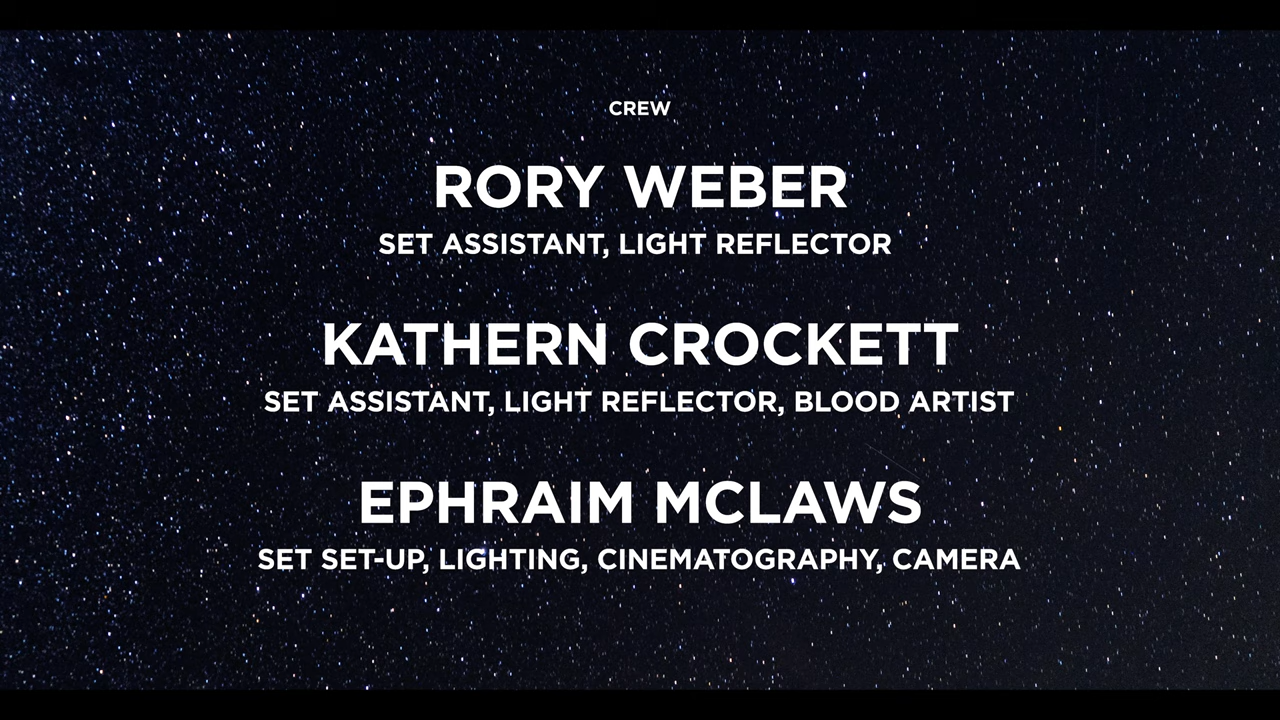 CREW
RORY WEBER
SET ASSISTANT, LIGHT REFLECTOR
KATHERN CROCKETT
SET ASSISTANT, LIGHT REFLECTOR, BLOOD ARTIST
EPHRAIM MCLAWS
SET SET-UP, LIGHTING, CINEMATOGRAPHY, CAMERA